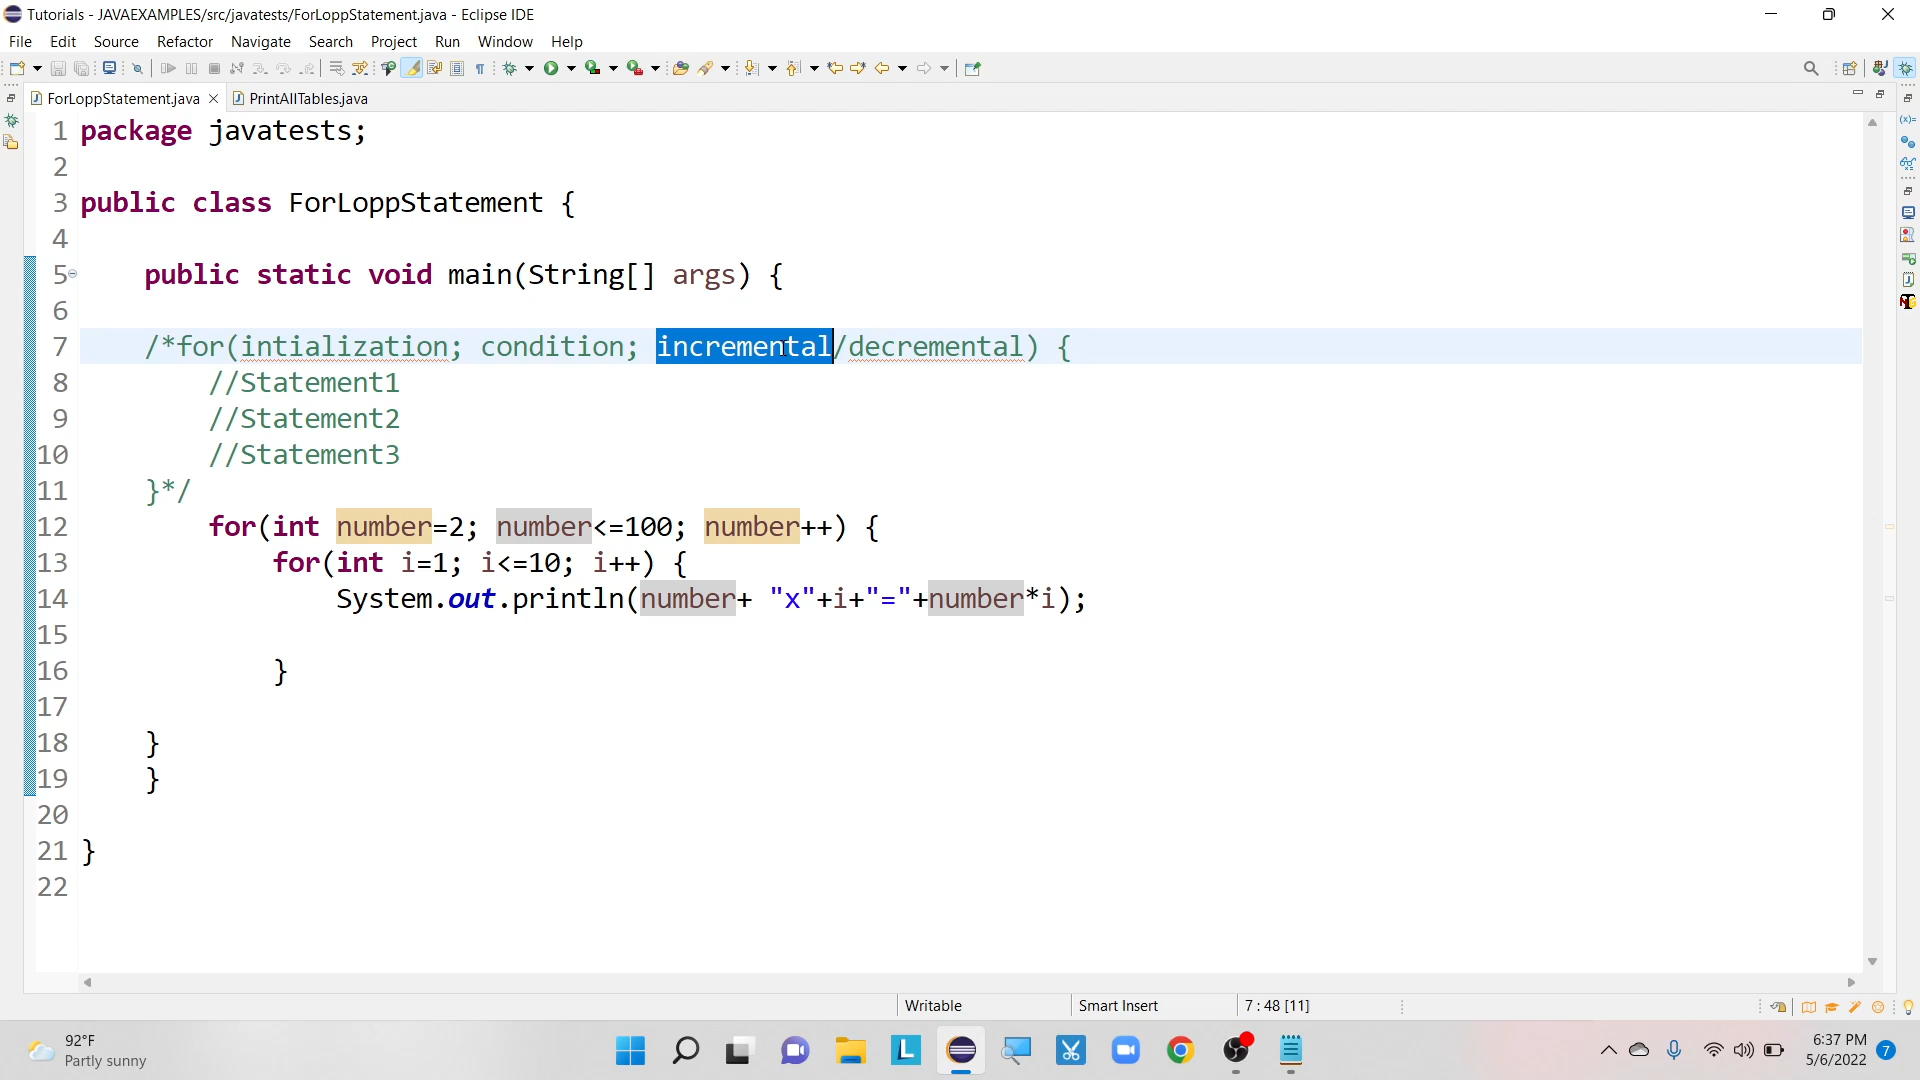 Tutorials - JAVAEXAMPLES/src/javatests/ForLoppStatement.java - Eclipse IDE
File Edit Source Refactor Navigate Search Project Run Window Help
ForLoppStatement.java PrintAllTables.java
1 package javatests;
2
3 public class ForLoppStatement {
4
5 public static void main(String[] args) {
6
7 /*for(intialization; condition; incremental/decremental) {
8 //Statement1
9 //Statement2
10 //Statement3
11 }*/
12 for(int number=2; number<=100; number++) {
13 for(int i=1; i<=10; i++) {
14 System.out.println(number+ "x"+i+"="+number*i);
15
16 }
17
18 }
19 }
20
21 }
22
Writable Smart Insert 7 : 48 [11]
92°F
Partly sunny
6:37 PM
5/6/2022 7